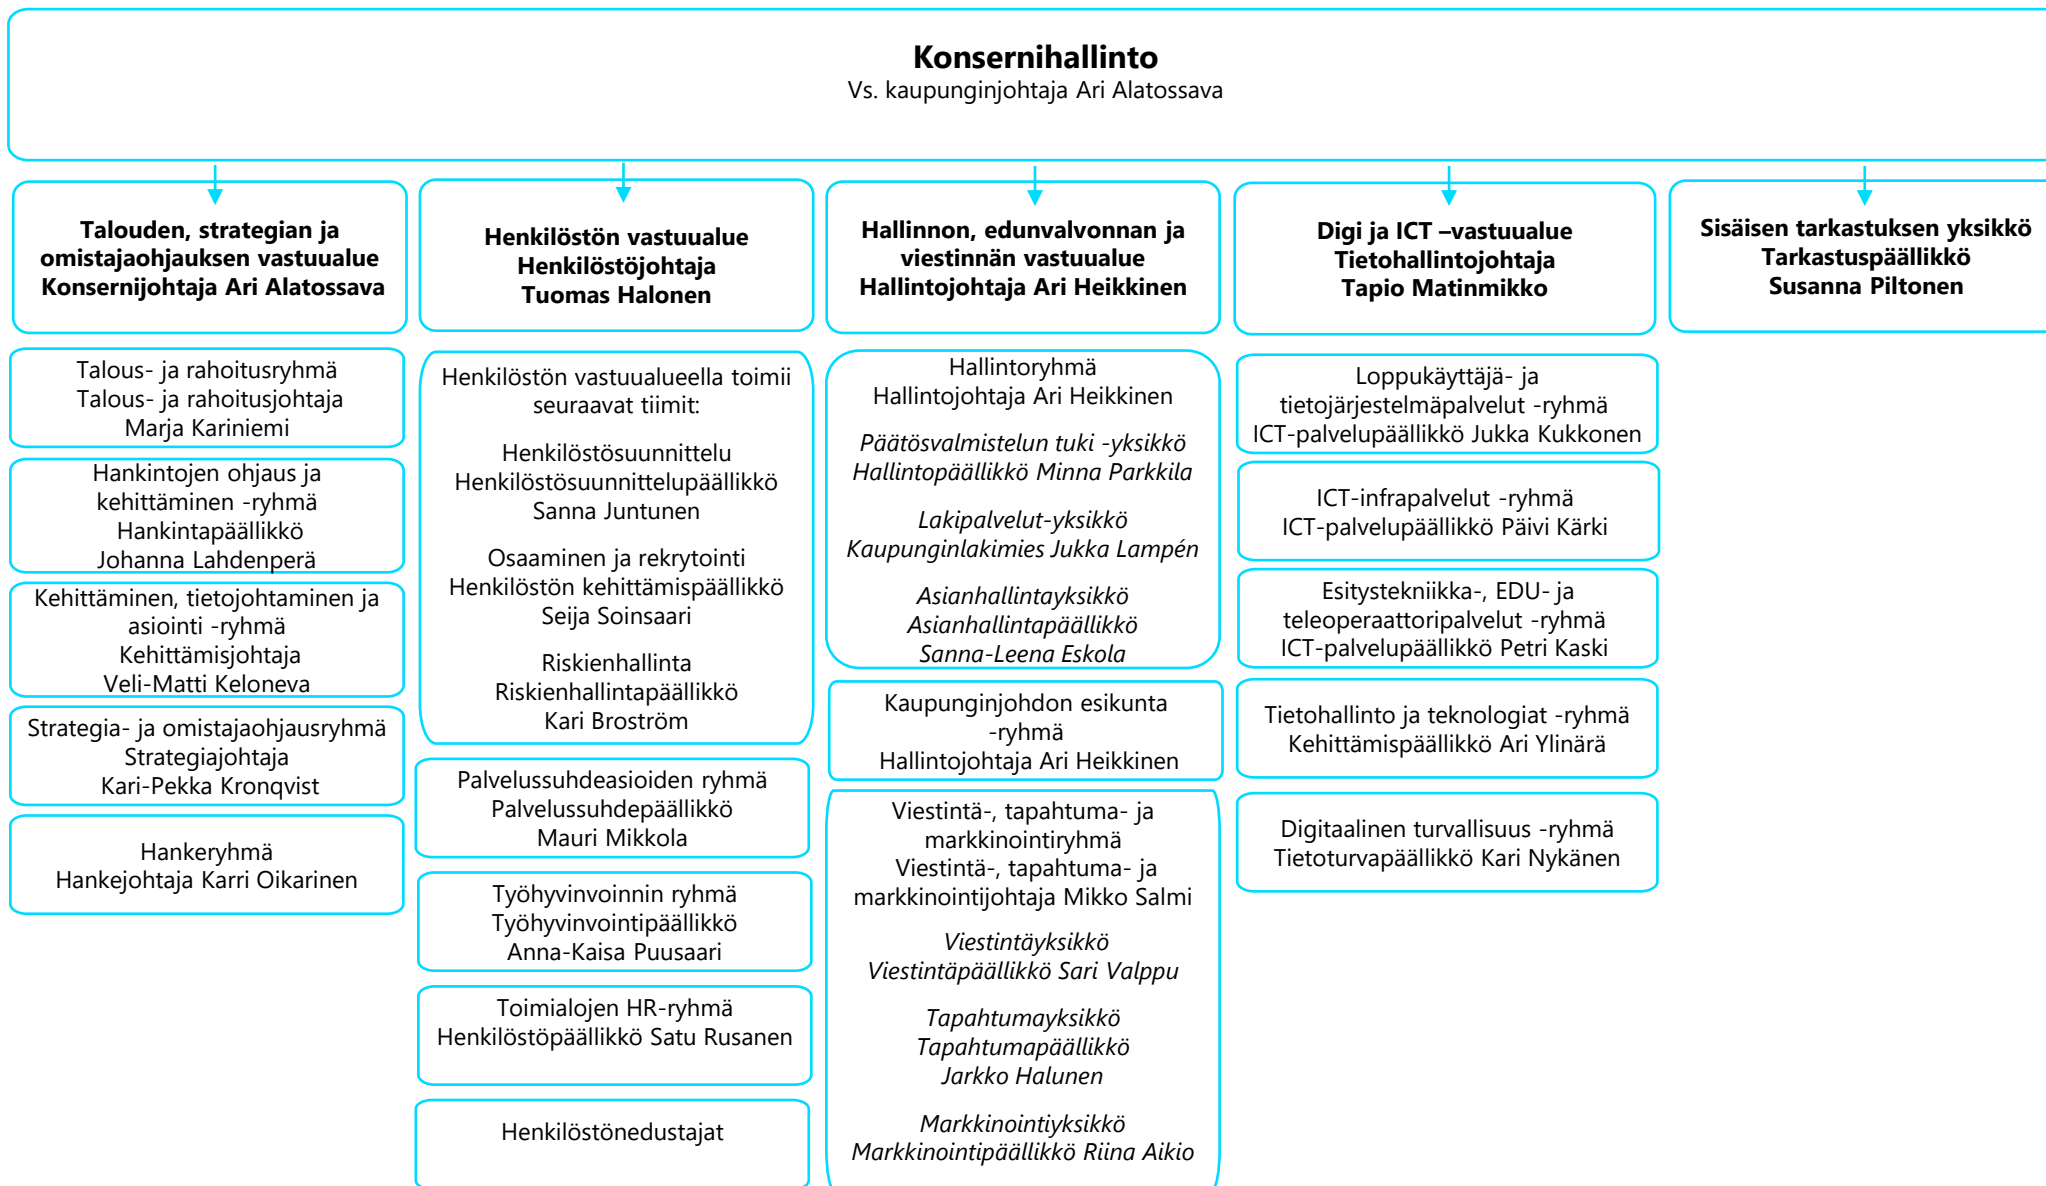 Konsernihallinto
Vs. kaupunginjohtaja Ari Alatossava
Talouden, strategian ja
omistajaohjauksen vastuualue
Konsernijohtaja Ari Alatossava
Talous- ja rahoitusryhmä
Talous- ja rahoitusjohtaja
Marja Kariniemi
Hankintojen ohjaus ja
kehittäminen -ryhmä
Hankintapäällikkö
Johanna Lahdenperä
Kehittäminen, tietojohtaminen ja
asiointi -ryhmä
Kehittämisjohtaja
Veli-Matti Keloneva
Strategia- ja omistajaohjausryhmä
Strategiajohtaja
Kari-Pekka Kronqvist
Hankeryhmä
Hankejohtaja Karri Oikarinen
Henkilöstön vastuualue
Henkilöstöjohtaja
Tuomas Halonen
Henkilöstön vastuualueella toimii
seuraavat tiimit:
Henkilöstösuunnittelu
Henkilöstösuunnittelupäällikkö
Sanna Juntunen
Osaaminen ja rekrytointi
Henkilöstön kehittämispäällikkö
Seija Soinsaari
Riskienhallinta
Riskienhallintapäällikkö
Kari Broström
Palvelussuhdeasioiden ryhmä
Palvelussuhdepäällikkö
Mauri Mikkola
Työhyvinvoinnin ryhmä
Työhyvinvointipäällikkö
Anna-Kaisa Puusaari
Toimialojen HR-ryhmä
Henkilöstöpäällikkö Satu Rusanen
Henkilöstönedustajat
Hallinnon, edunvalvonnan ja
viestinnän vastuualue
Hallintojohtaja Ari Heikkinen
Hallintoryhmä
Hallintojohtaja Ari Heikkinen
Päätösvalmistelun tuki -yksikkö
Hallintopäällikkö Minna Parkkila
Lakipalvelut-yksikkö
Kaupunginlakimies Jukka Lampén
Asianhallintayksikkö
Asianhallintapäällikkö
Sanna-Leena Eskola
Kaupunginjohdon esikunta
-ryhmä
Hallintojohtaja Ari Heikkinen
Viestintä-, tapahtuma- ja
markkinointiryhmä
Viestintä-, tapahtuma- ja
markkinointijohtaja Mikko Salmi
Viestintäyksikkö
Viestintäpäällikkö Sari Valppu
Tapahtumayksikkö
Tapahtumapäällikkö
Jarkko Halunen
Markkinointiyksikkö
Markkinointipäällikkö Riina Aikio
Digi ja ICT –vastuualue
Tietohallintojohtaja
Tapio Matinmikko
Loppukäyttäjä- ja
tietojärjestelmäpalvelut -ryhmä
ICT-palvelupäällikkö Jukka Kukkonen
ICT-infrapalvelut -ryhmä
ICT-palvelupäällikkö Päivi Kärki
Esitystekniikka-, EDU- ja
teleoperaattoripalvelut -ryhmä
ICT-palvelupäällikkö Petri Kaski
Tietohallinto ja teknologiat -ryhmä
Kehittämispäällikkö Ari Ylinärä
Digitaalinen turvallisuus -ryhmä
Tietoturvapäällikkö Kari Nykänen
Sisäisen tarkastuksen yksikkö
Tarkastuspäällikkö
Susanna Piltonen